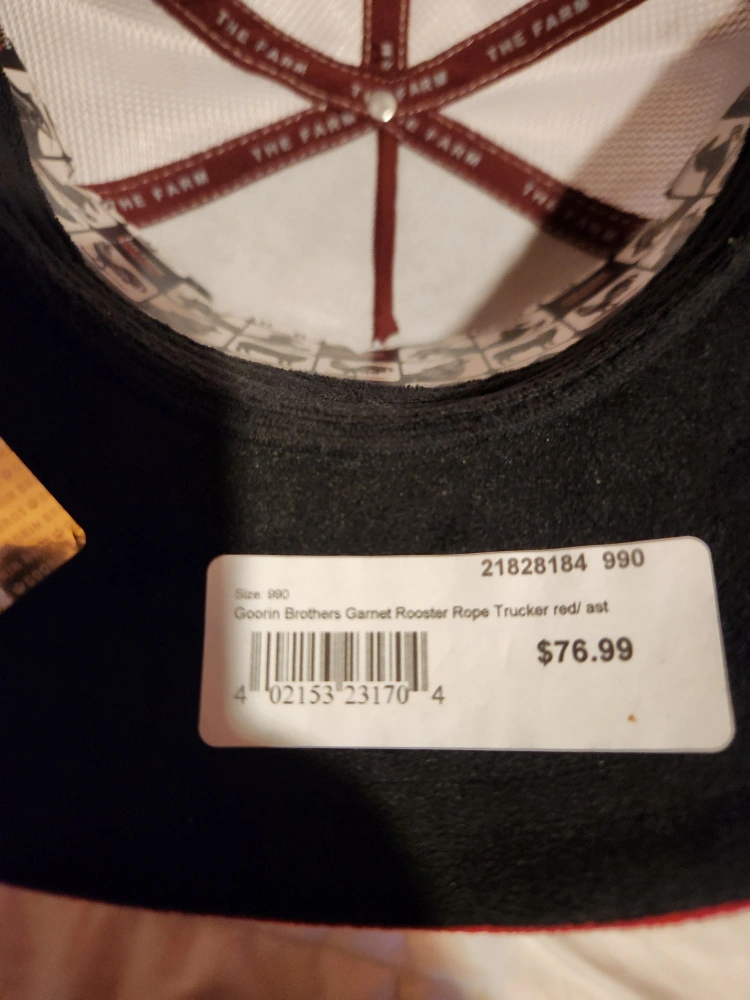 THE FARM
THE FARM
FARM
THE FARM
THE FARM
THE FARM
21828184 990
Size: 990
Goorin Brothers Garnet Rooster Rope Trucker red/ ast
$76.99
4 02153 23170 4